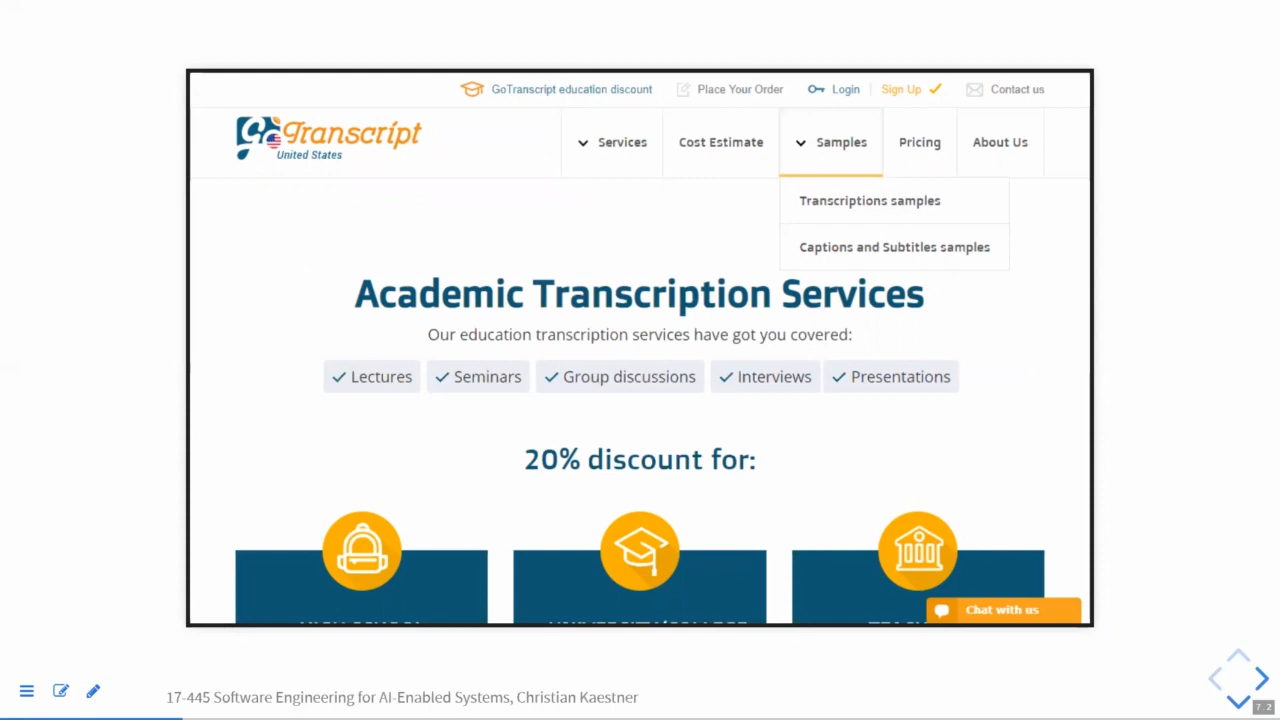 GoTranscript education discount Place Your Order Login Sign Up Contact us
GoTranscript
United States
Services Cost Estimate Samples Pricing About Us
Transcriptions samples
Captions and Subtitles samples
Academic Transcription Services
Our education transcription services have got you covered:
Lectures Seminars Group discussions Interviews Presentations
20% discount for:
Chat with us
17-445 Software Engineering for AI-Enabled Systems, Christian Kaestner
7.2